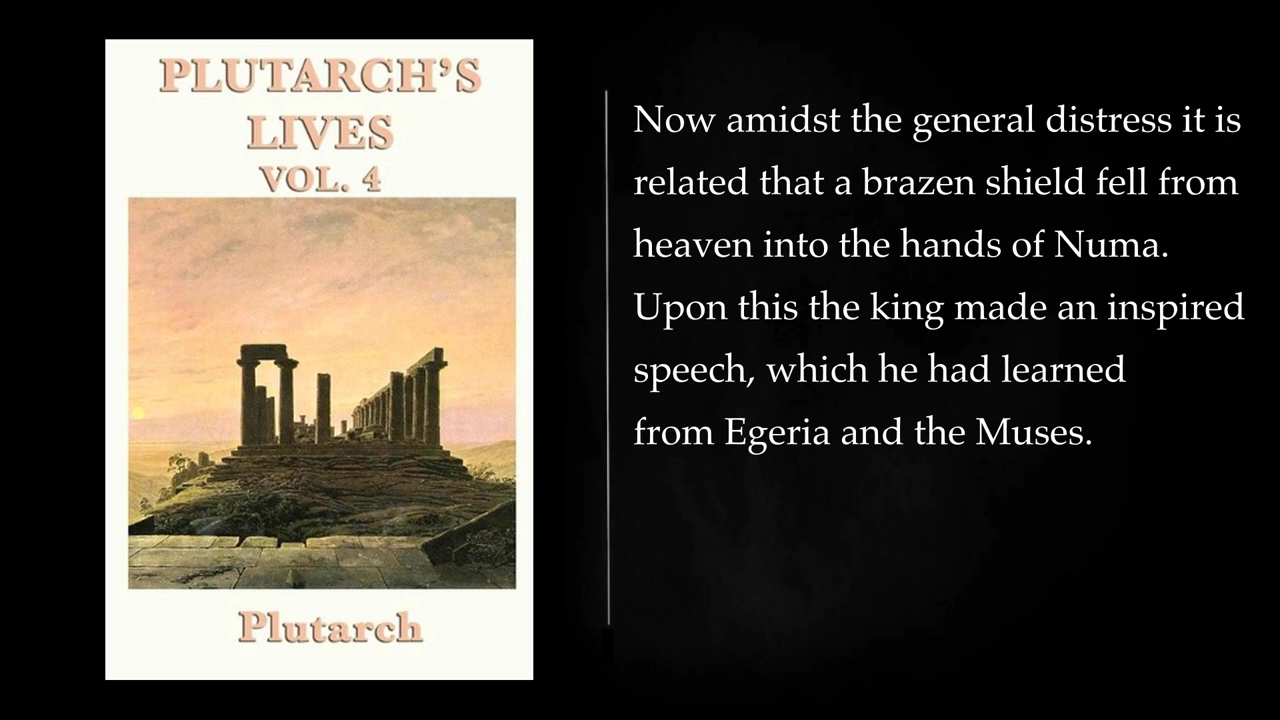 PLUTARCH'S
LIVES
VOL. 4
Plutarch
Now amidst the general distress it is
related that a brazen shield fell from
heaven into the hands of Numa.
Upon this the king made an inspired
speech, which he had learned
from Egeria and the Muses.